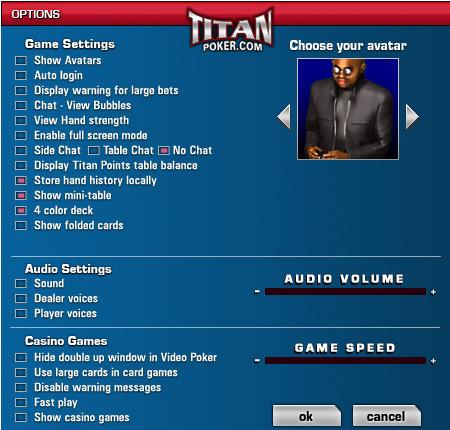 OPTIONS
TITAN
POKER.COM
Game Settings
Choose your avatar
Show Avatars
Auto login
Display warning for large bets
Chat - View Bubbles
View Hand strength
Enable full screen mode
Side Chat Table Chat No Chat
Display Titan Points table balance
Store hand history locally
Show mini-table
4 color deck
Show folded cards
Audio Settings
Sound
Dealer voices
Player voices
AUDIO VOLUME
- +
Casino Games
Hide double up window in Video Poker
Use large cards in card games
Disable warning messages
Fast play
Show casino games
GAME SPEED
- +
ok cancel